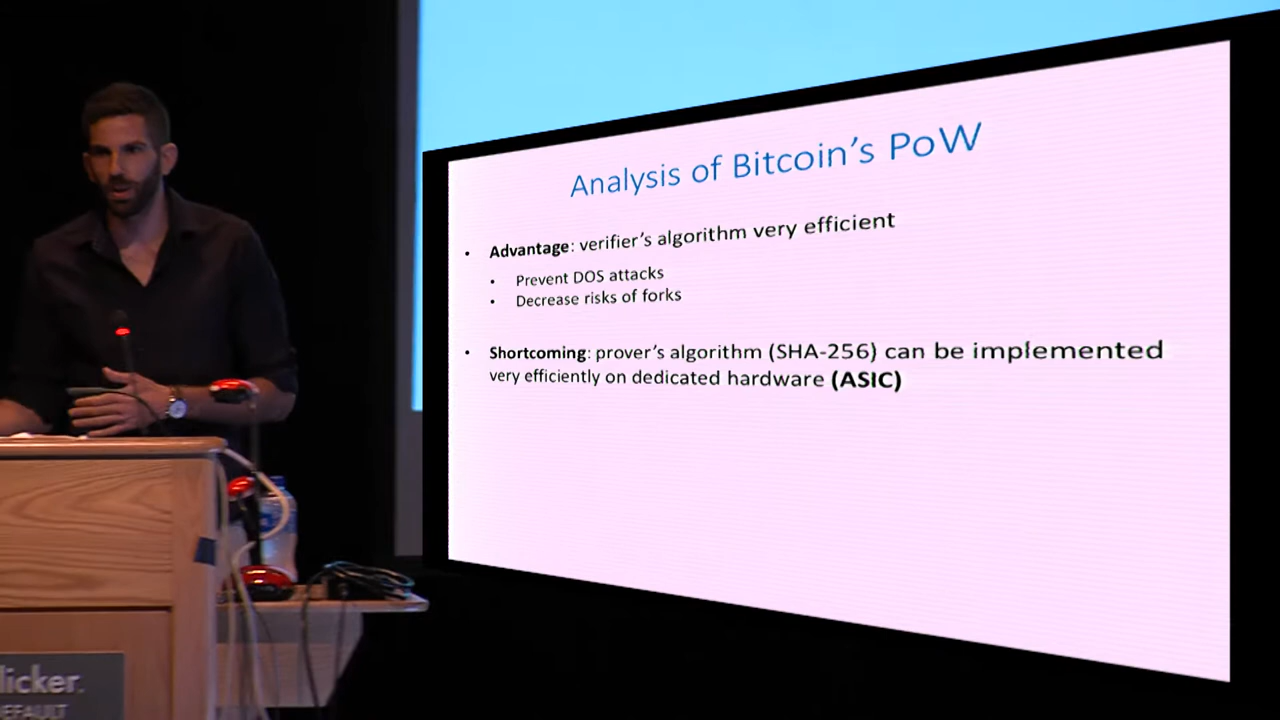 Analysis of Bitcoin's PoW
• Advantage: verifier's algorithm very efficient
• Prevent DOS attacks
• Decrease risks of forks
• Shortcoming: prover's algorithm (SHA-256) can be implemented
very efficiently on dedicated hardware (ASIC)
licker.
EFAULT